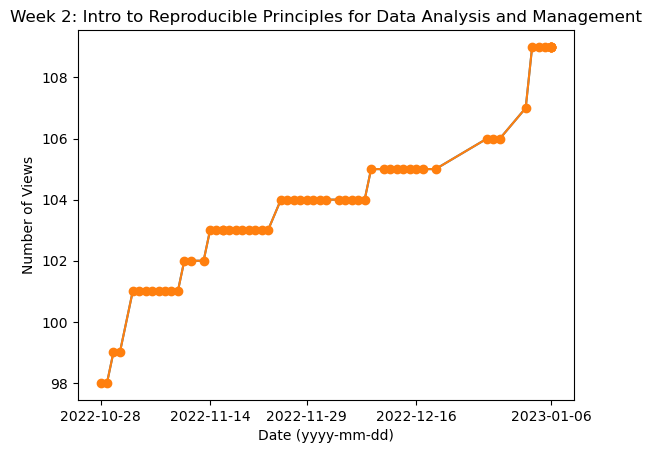 Week 2: Intro to Reproducible Principles for Data Analysis and Management
Number of Views
108
106
104
102
100
98
2022-10-28 2022-11-14 2022-11-29 2022-12-16 2023-01-06
Date (yyyy-mm-dd)